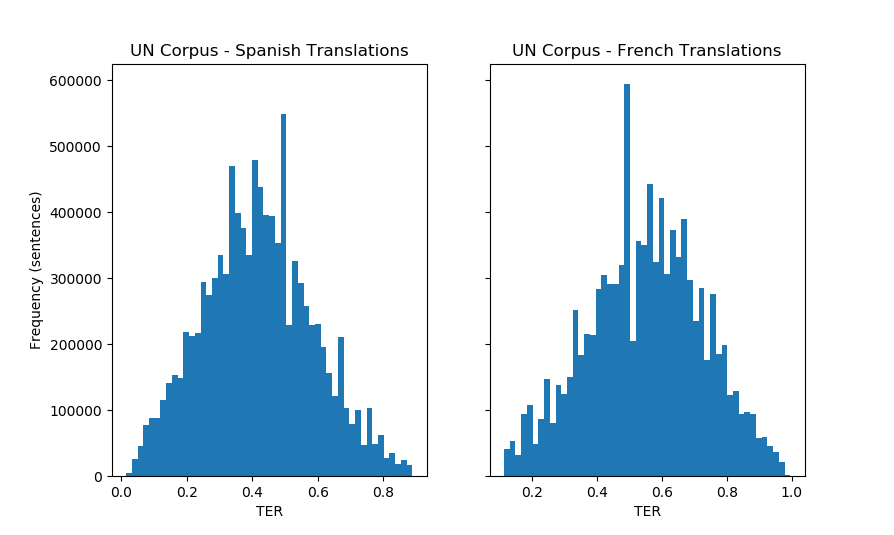 UN Corpus - Spanish Translations
UN Corpus - French Translations
Frequency (sentences)
600000
500000
400000
300000
200000
100000
0
0.0 0.2 0.4 0.6 0.8
TER
0.2 0.4 0.6 0.8 1.0
TER